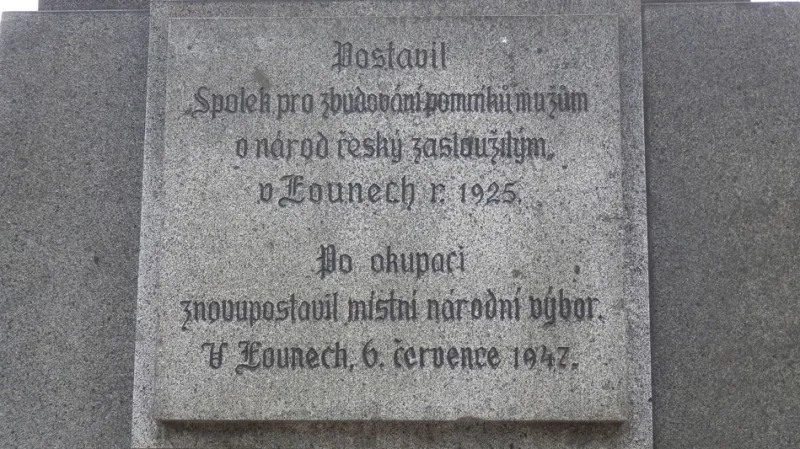 Postavil
„Spolek pro zbudování pomníků mužům
o národ český zasloužilým„
v Lounech r. 1925.
Po okupaci
znovupostavil místní národní výbor.
V Lounech, 6. července 1947.